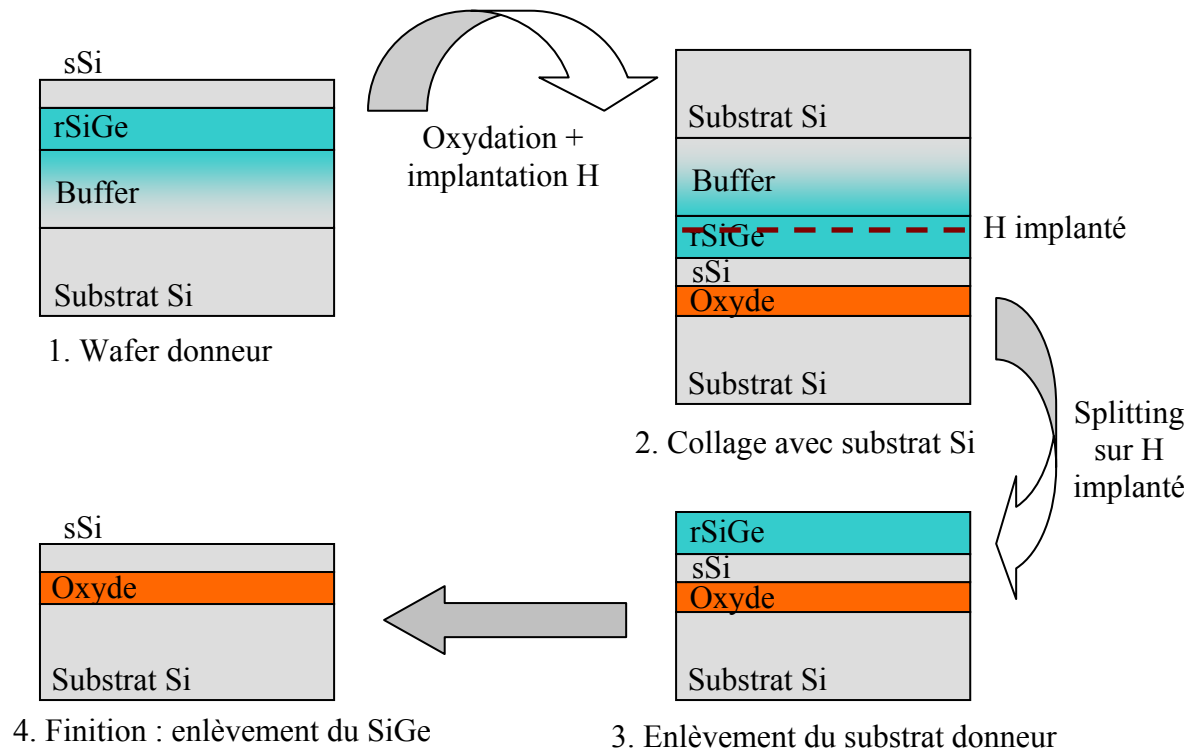 sSi
rSiGe
Buffer
Substrat Si
1. Wafer donneur
Oxydation +
implantation H
Substrat Si
Buffer
rSiGe
H implanté
sSi
Oxyde
Substrat Si
2. Collage avec substrat Si
Splitting
sur H
implanté
rSiGe
sSi
Oxyde
Substrat Si
3. Enlèvement du substrat donneur
sSi
Oxyde
Substrat Si
4. Finition : enlèvement du SiGe